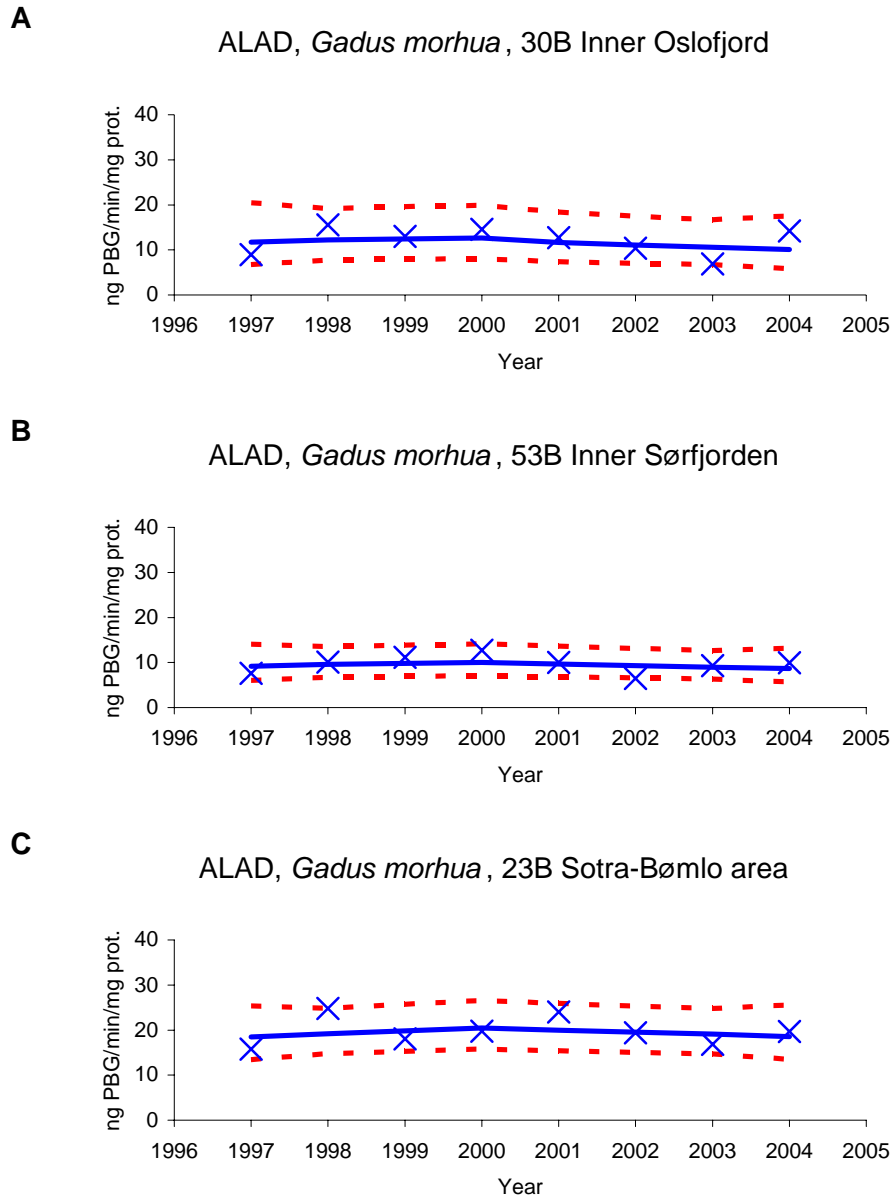 A
ALAD, Gadus morhua, 30B Inner Oslofjord
ng PBG/min/mg prot.
40
30
20
10
0
1996 1997 1998 1999 2000 2001 2002 2003 2004 2005
Year
B
ALAD, Gadus morhua, 53B Inner Sørfjorden
ng PBG/min/mg prot.
40
30
20
10
0
1996 1997 1998 1999 2000 2001 2002 2003 2004 2005
Year
C
ALAD, Gadus morhua, 23B Sotra-Bømlo area
ng PBG/min/mg prot.
40
30
20
10
0
1996 1997 1998 1999 2000 2001 2002 2003 2004 2005
Year